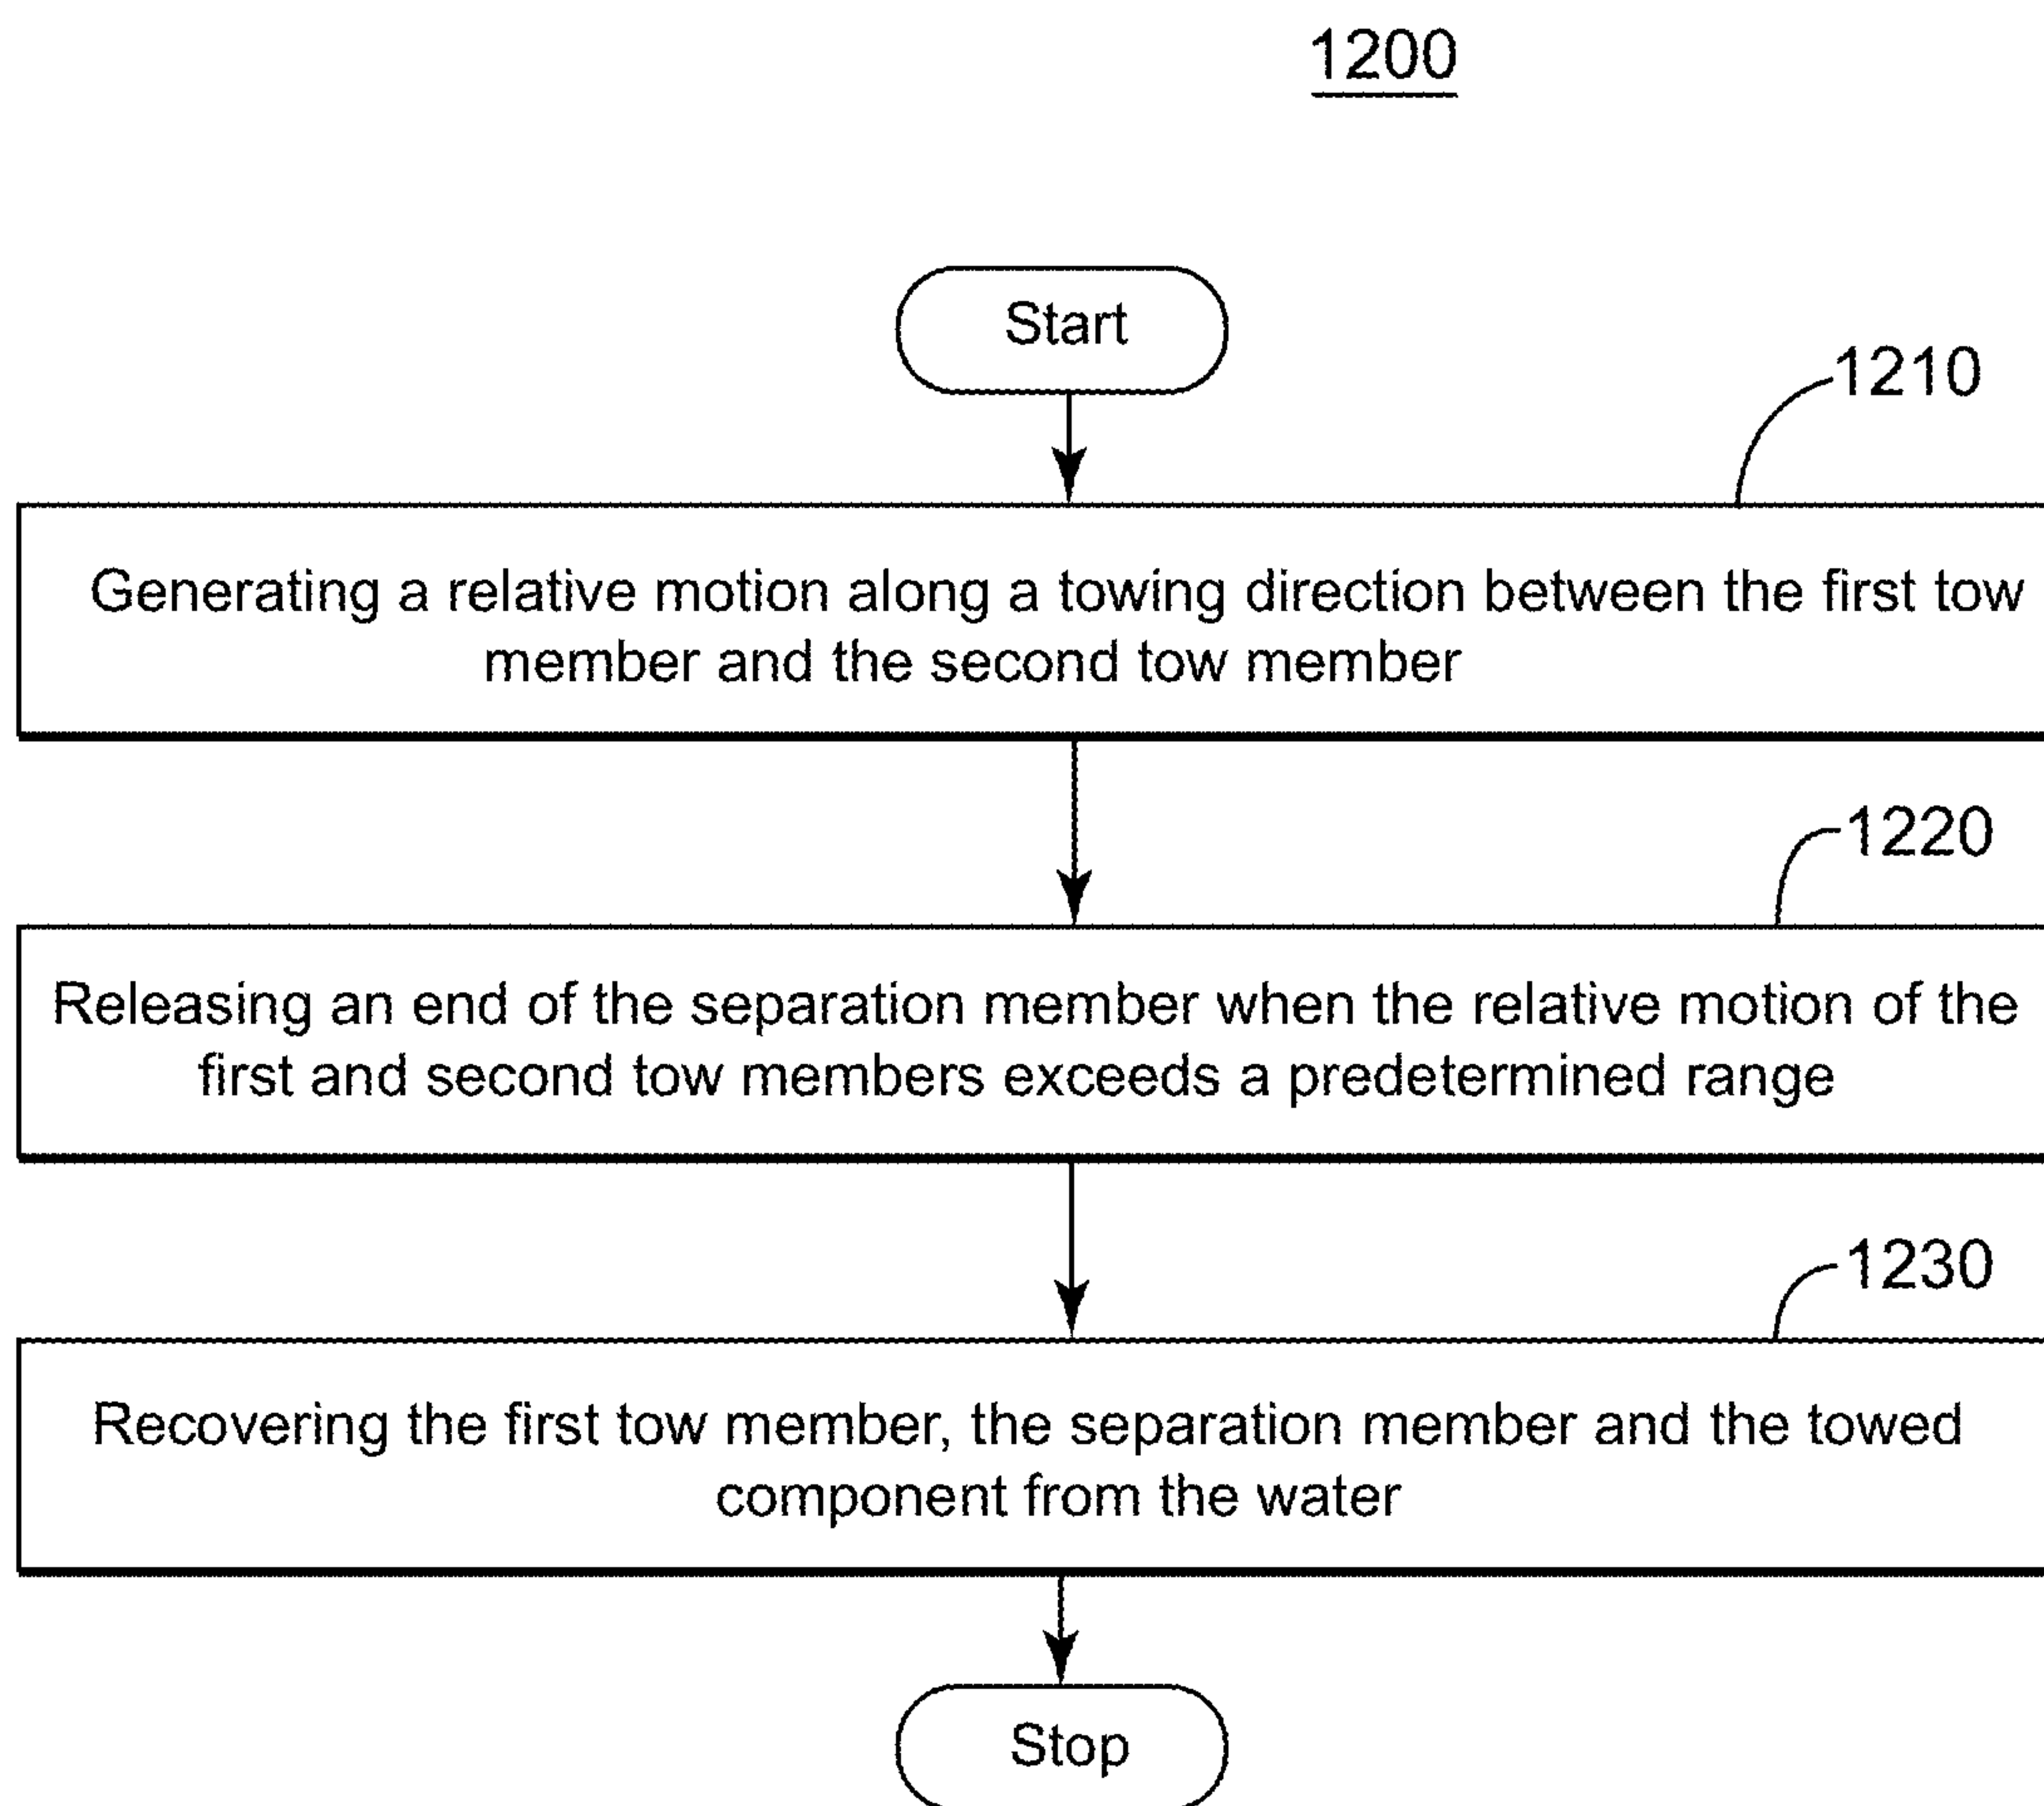 1200
Start
1210
Generating a relative motion along a towing direction between the first tow
member and the second tow member
1220
Releasing an end of the separation member when the relative motion of the
first and second tow members exceeds a predetermined range
1230
Recovering the first tow member, the separation member and the towed
component from the water
Stop